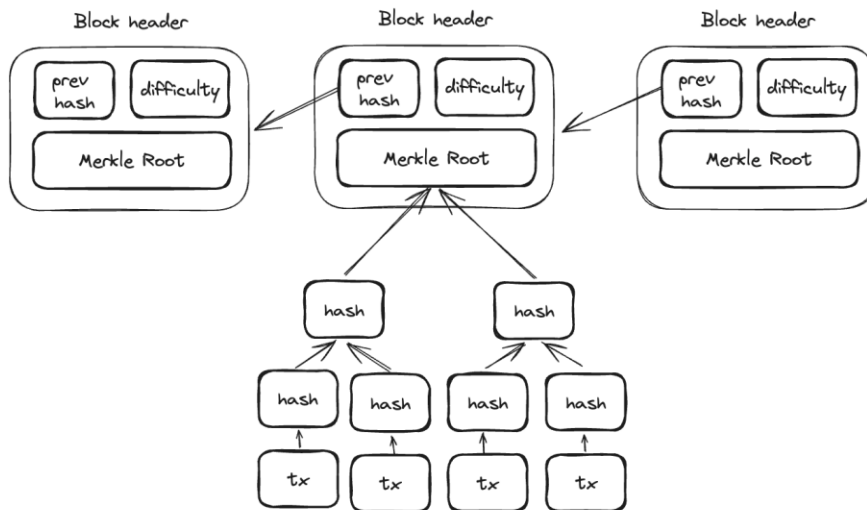 Block header
Block header
Block header
prev
hash
difficulty
Merkle Root
prev
hash
difficulty
Merkle Root
prev
hash
difficulty
Merkle Root
hash
hash
hash
hash
hash
hash
tx
tx
tx
tx